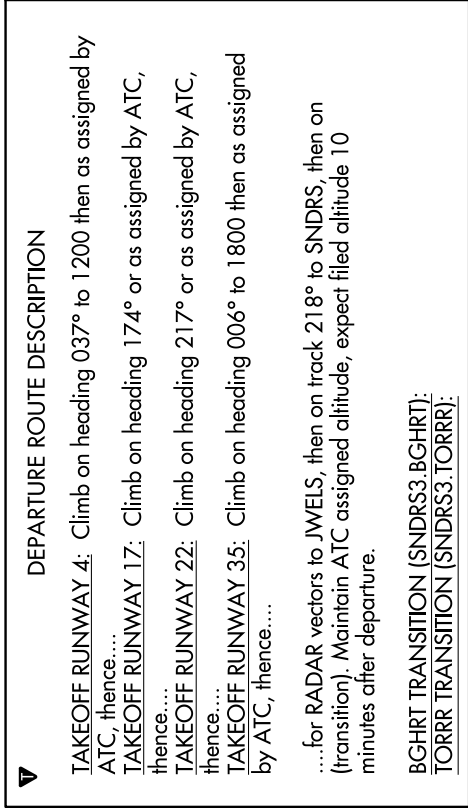 T
DEPARTURE ROUTE DESCRIPTION
TAKEOFF RUNWAY 4: Climb on heading 037° to 1200 then as assigned by
ATC, thence....
TAKEOFF RUNWAY 17: Climb on heading 174° or as assigned by ATC,
thence....
TAKEOFF RUNWAY 22: Climb on heading 217° or as assigned by ATC,
thence....
TAKEOFF RUNWAY 35: Climb on heading 006° to 1800 then as assigned
by ATC, thence....
....for RADAR vectors to JWELS, then on track 218° to SNDRS, then on
(transition). Maintain ATC assigned altitude, expect filed altitude 10
minutes after departure.
BGHRT TRANSITION (SNDRS3.BGHRT):
TORRR TRANSITION (SNDRS3.TORRR):